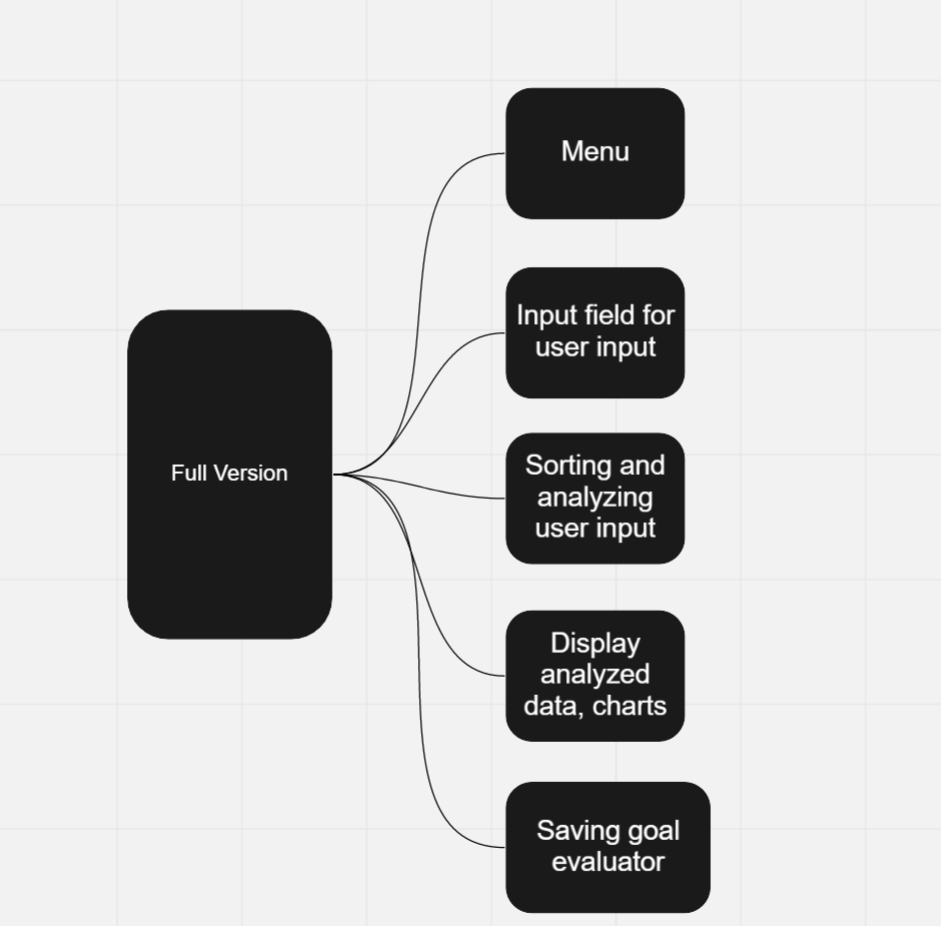 Menu
Input field for
user input
Full Version
Sorting and
analyzing
user input
Display
analyzed
data, charts
Saving goal
evaluator